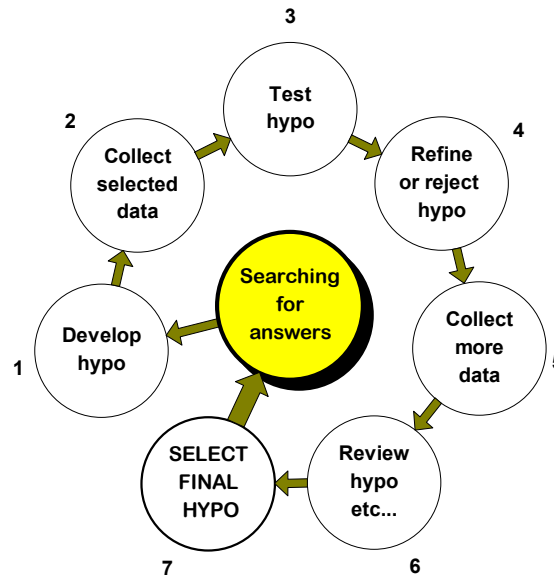 3
Test
hypo
2
Collect
selected
data
4
Refine
or reject
hypo
Searching
for
answers
1
Develop
hypo
5
Collect
more
data
7
SELECT
FINAL
HYPO
6
Review
hypo
etc...